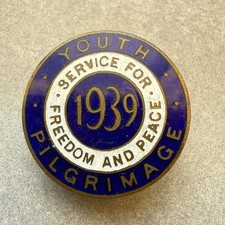 YOUTH PILGRIMAGE
SERVICE FOR FREEDOM AND PEACE
1939